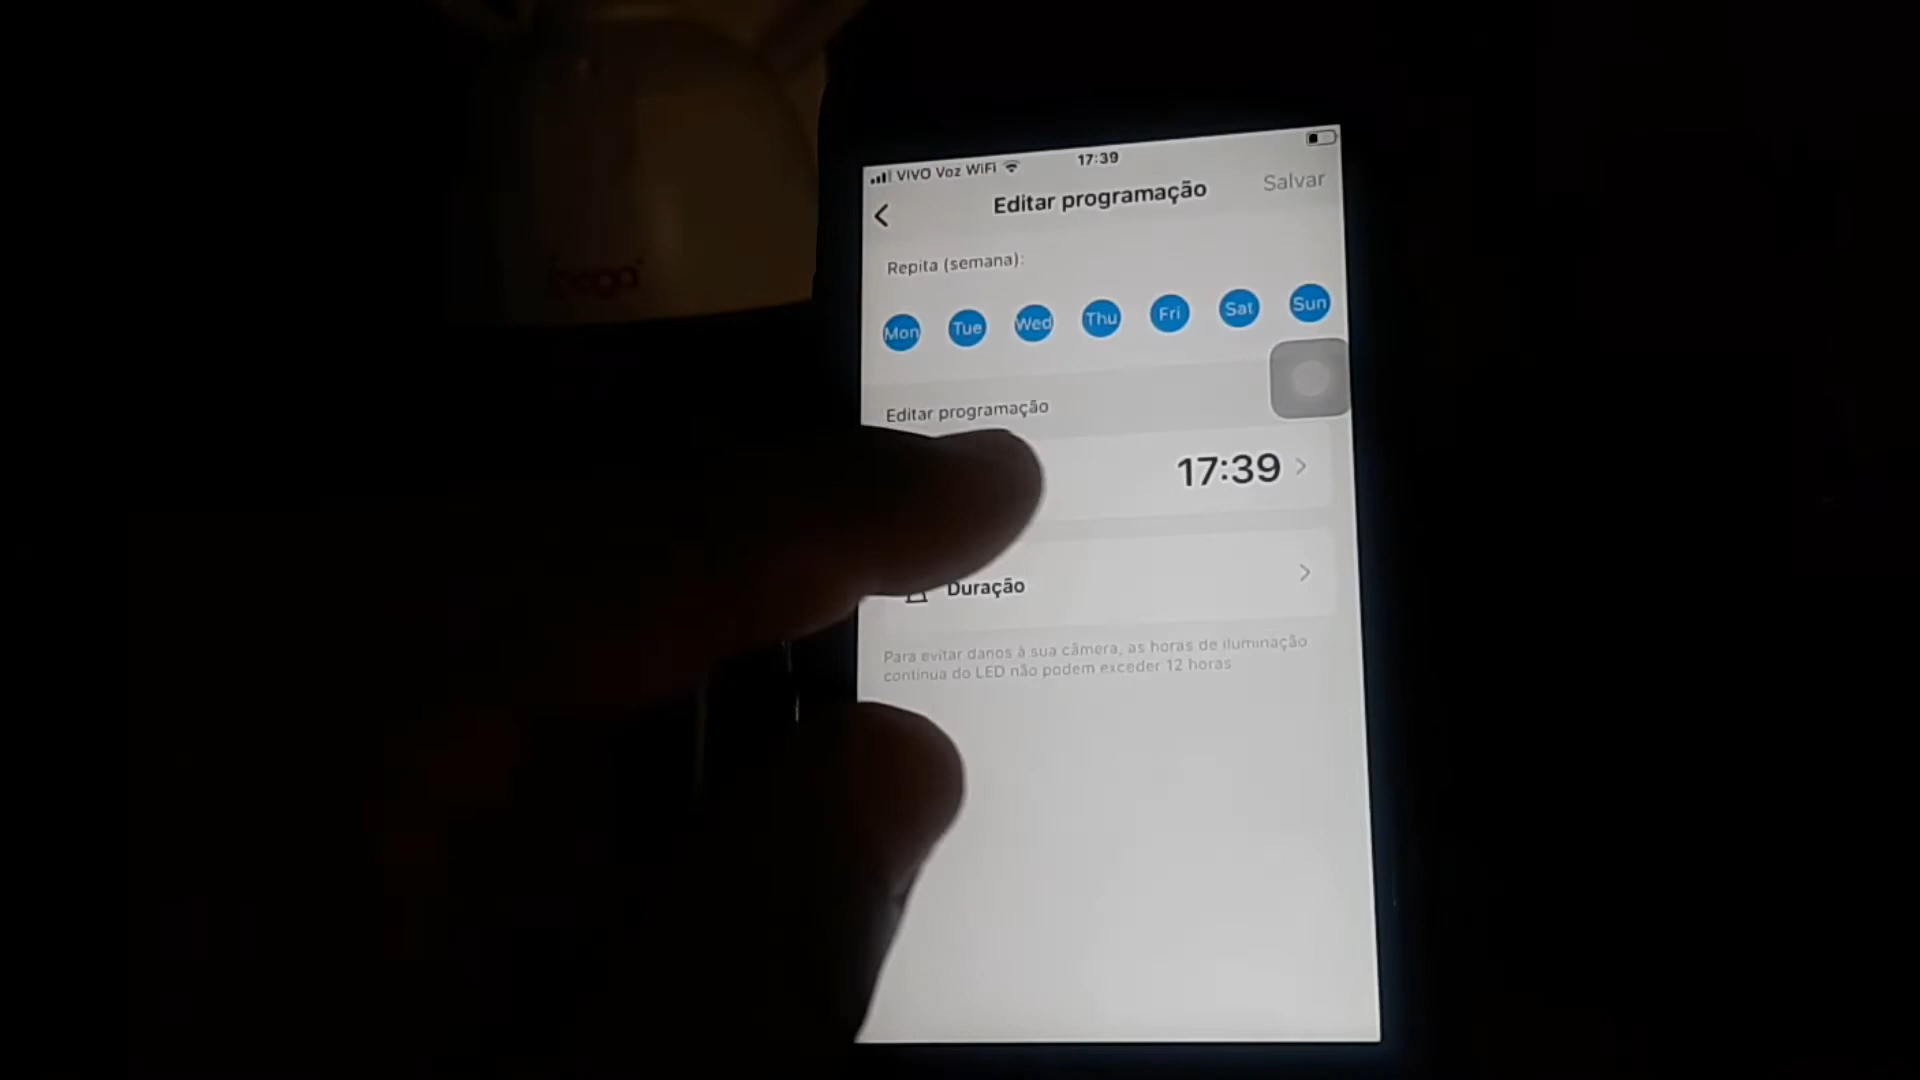 VIVO Voz WiFi 17:39
Editar programação Salvar
Repita (semana):
Mon Tue Wed Thu Fri Sat Sun
Editar programação
17:39
Duração
Para evitar danos à sua câmera, as horas de iluminação
contínua do LED não podem exceder 12 horas